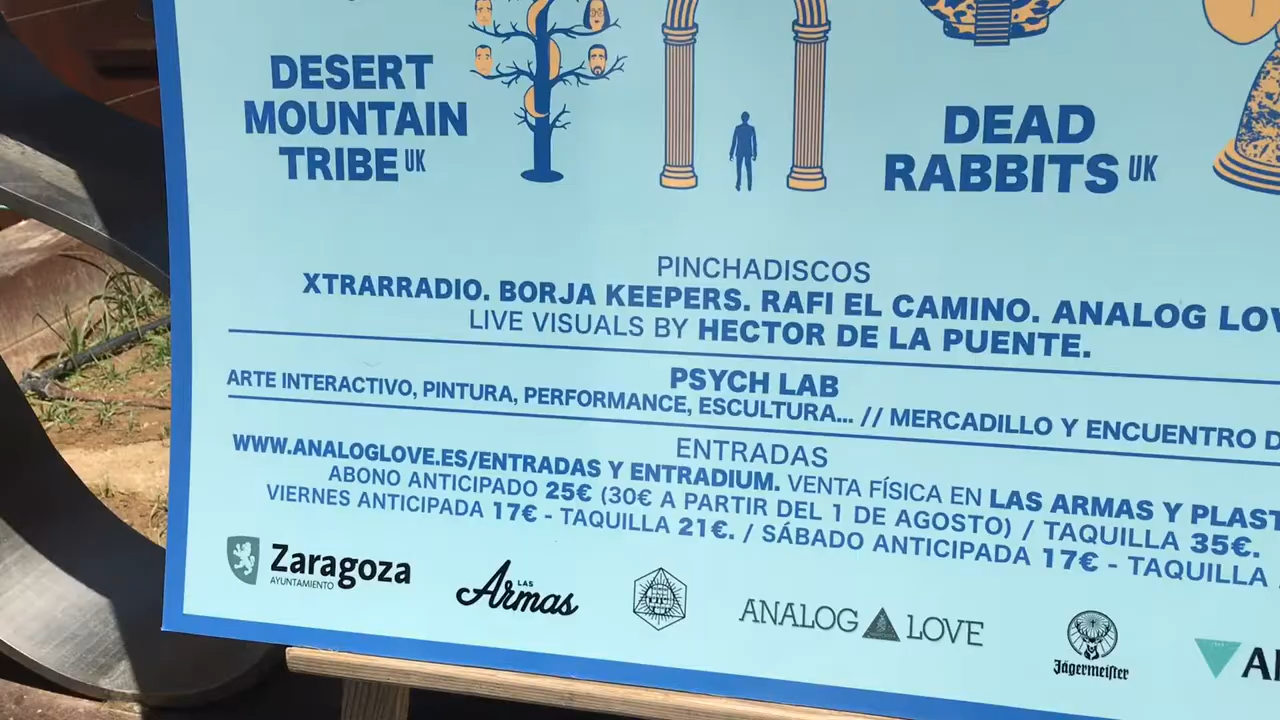 DESERT
MOUNTAIN
TRIBE UK
DEAD
RABBITS UK
PINCHADISCOS
XTRARRADIO. BORJA KEEPERS. RAFI EL CAMINO. ANALOG
LIVE VISUALS BY HECTOR DE LA PUENTE.
PSYCH LAB
ARTE INTERACTIVO, PINTURA, PERFORMANCE, ESCULTURA... // MERCADILLO Y ENCUENTRO
ENTRADAS
WWW.ANALOGLOVE.ES/ENTRADAS Y ENTRADIUM. VENTA FÍSICA EN LAS ARMAS Y
ABONO ANTICIPADO 25€ (30€ A PARTIR DEL 1 DE AGOSTO) / TAQUILLA 35€.
VIERNES ANTICIPADA 17€ - TAQUILLA 21€. / SÁBADO ANTICIPADA 17€ - TAQUILLA
Zaragoza
AYUNTAMIENTO
LAS
Armas
ANALOG LOVE
Jägermeister